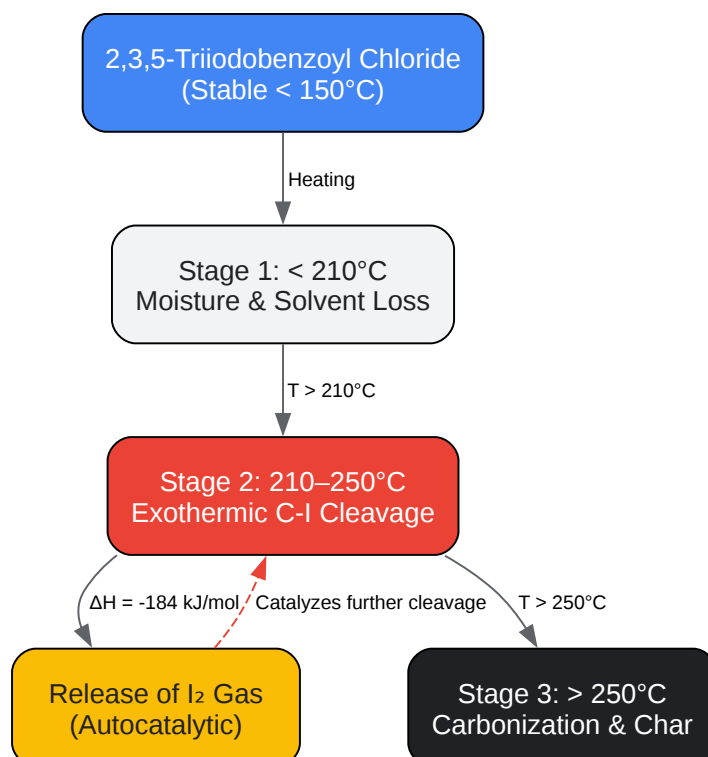 2,3,5-Triiodobenzoyl Chloride
(Stable < 150°C)
Heating
Stage 1: < 210°C
Moisture & Solvent Loss
T > 210°C
Stage 2: 210–250°C
Exothermic C-I Cleavage
ΔH = -184 kJ/mol
Catalyzes further cleavage
T > 250°C
Release of I₂ Gas
(Autocatalytic)
Stage 3: > 250°C
Carbonization & Char